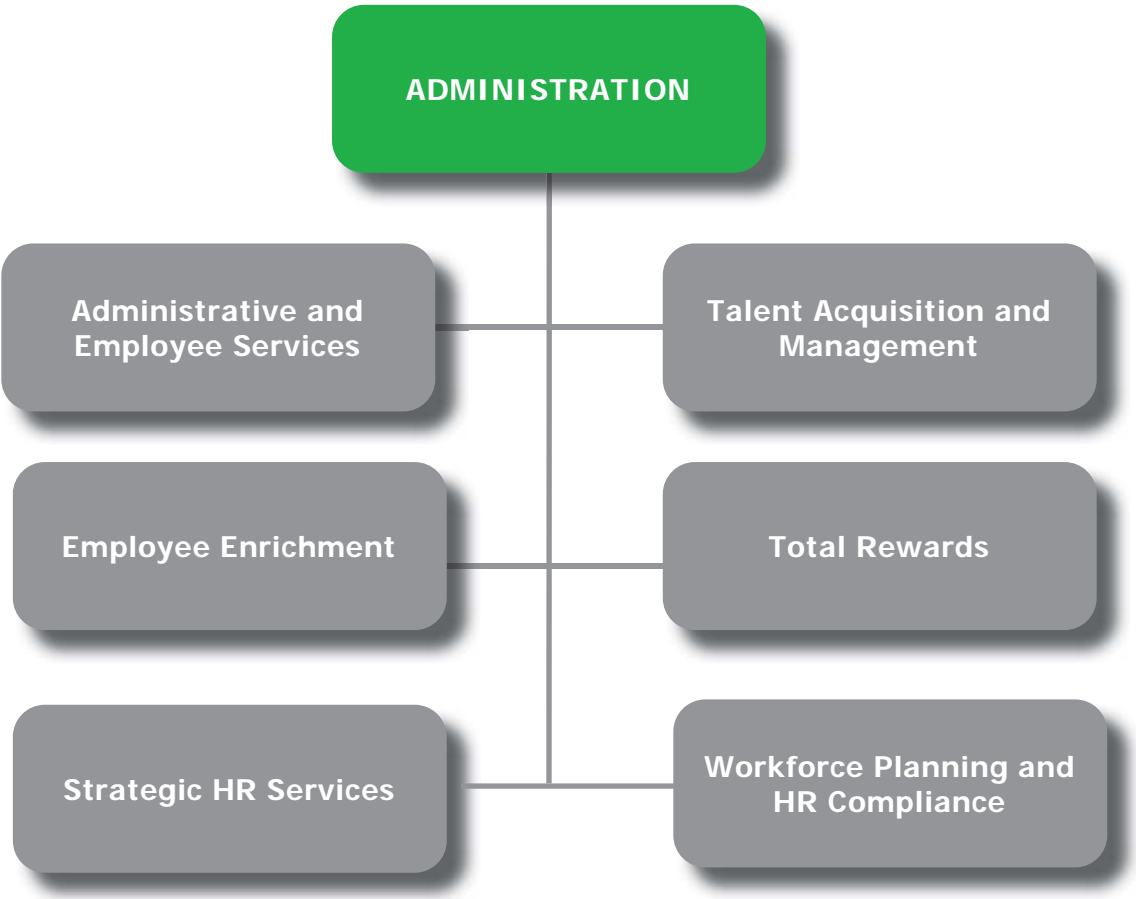 ADMINISTRATION
Administrative and
Employee Services
Talent Acquisition and
Management
Employee Enrichment
Total Rewards
Strategic HR Services
Workforce Planning and
HR Compliance